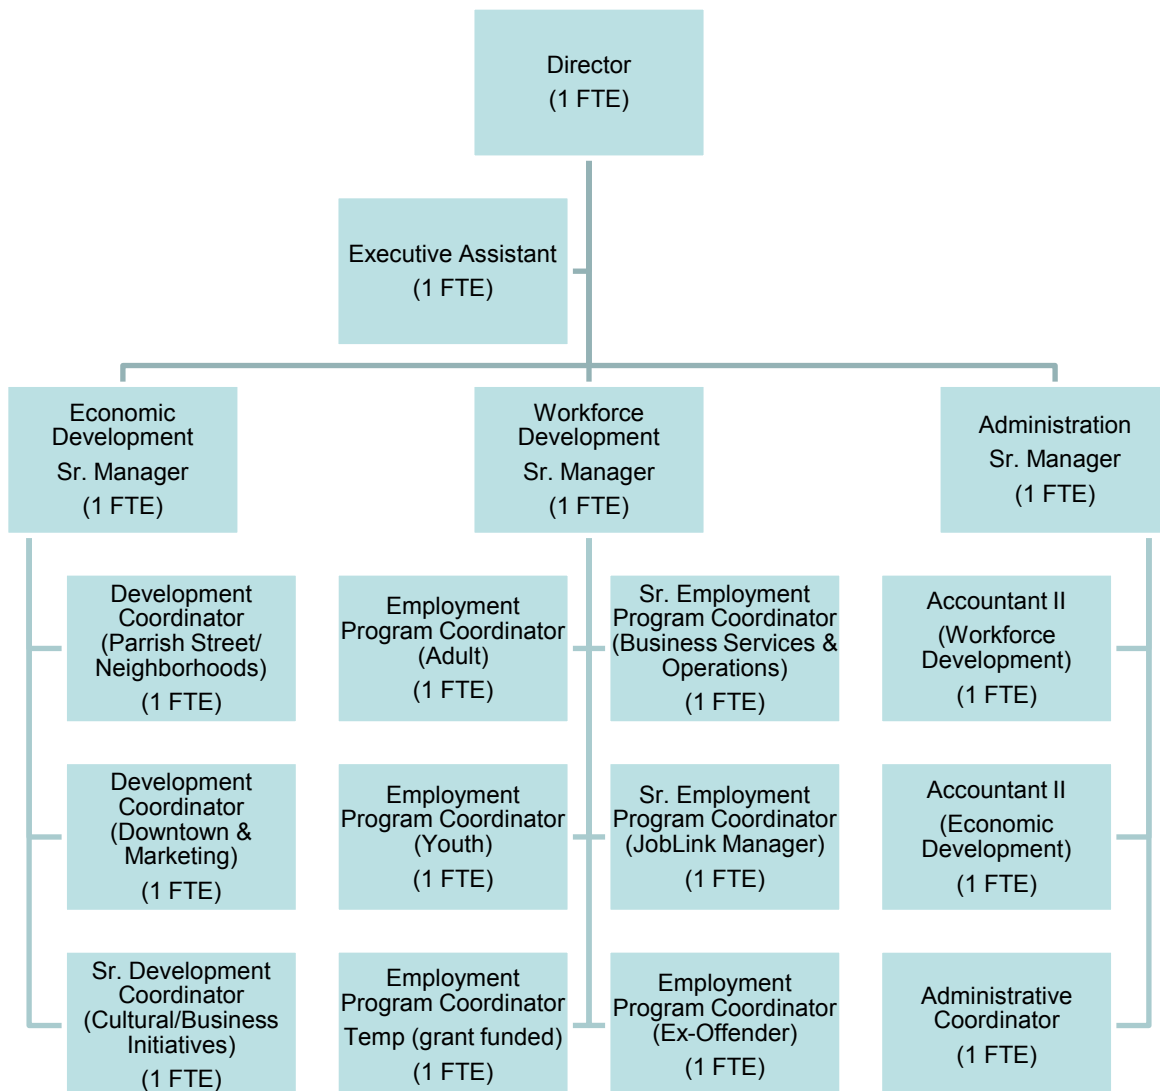 Director
(1 FTE)
Executive Assistant
(1 FTE)
Economic
Development
Sr. Manager
(1 FTE)
Workforce
Development
Sr. Manager
(1 FTE)
Administration
Sr. Manager
(1 FTE)
Development
Coordinator
(Parrish Street/
Neighborhoods)
(1 FTE)
Employment
Program Coordinator
(Adult)
(1 FTE)
Sr. Employment
Program Coordinator
(Business Services &
Operations)
(1 FTE)
Accountant II
(Workforce
Development)
(1 FTE)
Development
Coordinator
(Downtown &
Marketing)
(1 FTE)
Employment
Program Coordinator
(Youth)
(1 FTE)
Sr. Employment
Program Coordinator
(JobLink Manager)
(1 FTE)
Accountant II
(Economic
Development)
(1 FTE)
Sr. Development
Coordinator
(Cultural/Business
Initiatives)
(1 FTE)
Employment
Program Coordinator
Temp (grant funded)
(1 FTE)
Employment
Program Coordinator
(Ex-Offender)
(1 FTE)
Administrative
Coordinator
(1 FTE)